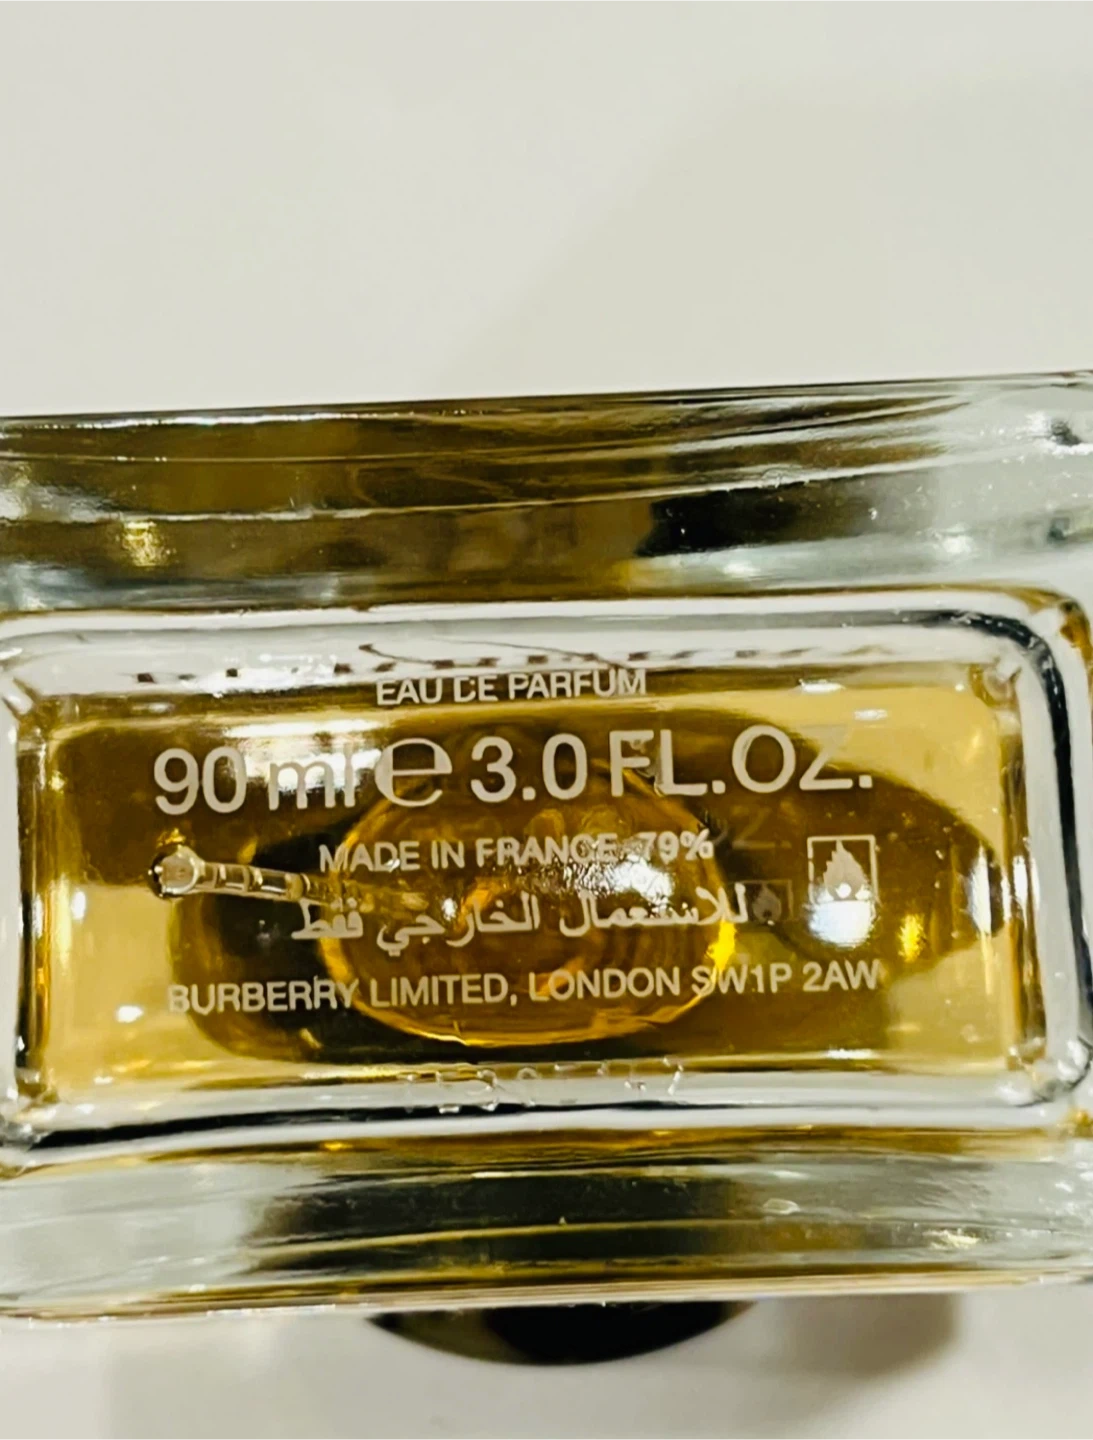 EAU DE PARFUM
90 ml ℮ 3.0 FL.OZ.
MADE IN FRANCE 79%
للاستعمال الخارجي فقط
BURBERRY LIMITED, LONDON SW1P 2AW